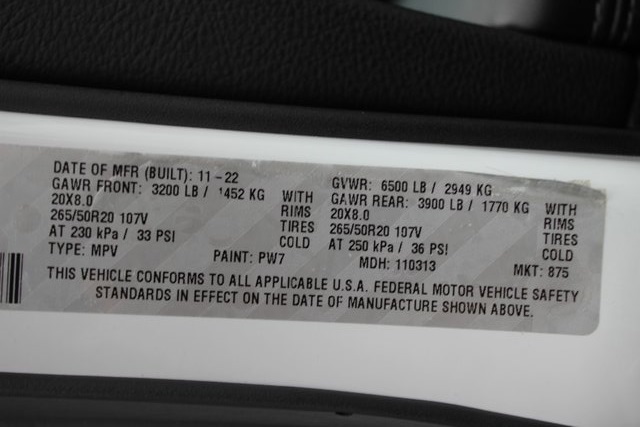 DATE OF MFR (BUILT): 11-22 GVWR: 6500 LB / 2949 KG
GAWR FRONT: 3200 LB / 1452 KG WITH GAWR REAR: 3900 LB / 1770 KG WITH
20X8.0 RIMS 20X8.0 RIMS
265/50R20 107V TIRES 265/50R20 107V TIRES
AT 230 kPa / 33 PSI COLD AT 250 kPa / 36 PSI COLD
TYPE: MPV PAINT: PW7 MDH: 110313 MKT: 875
THIS VEHICLE CONFORMS TO ALL APPLICABLE U.S.A. FEDERAL MOTOR VEHICLE SAFETY
STANDARDS IN EFFECT ON THE DATE OF MANUFACTURE SHOWN ABOVE.